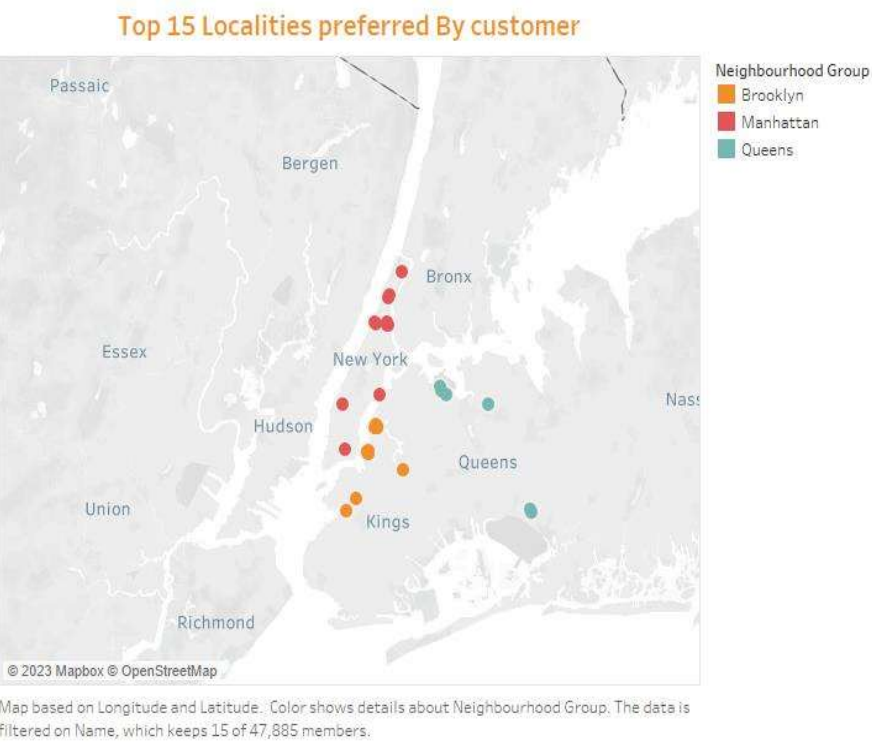 Top 15 Localities preferred By customer
Neighbourhood Group
Brooklyn
Manhattan
Queens
Passaic
Bergen
Bronx
Essex
New York
Nass
Hudson
Queens
Union
Kings
Richmond
© 2023 Mapbox © OpenStreetMap
Map based on Longitude and Latitude. Color shows details about Neighbourhood Group. The data is
filtered on Name, which keeps 15 of 47,885 members.